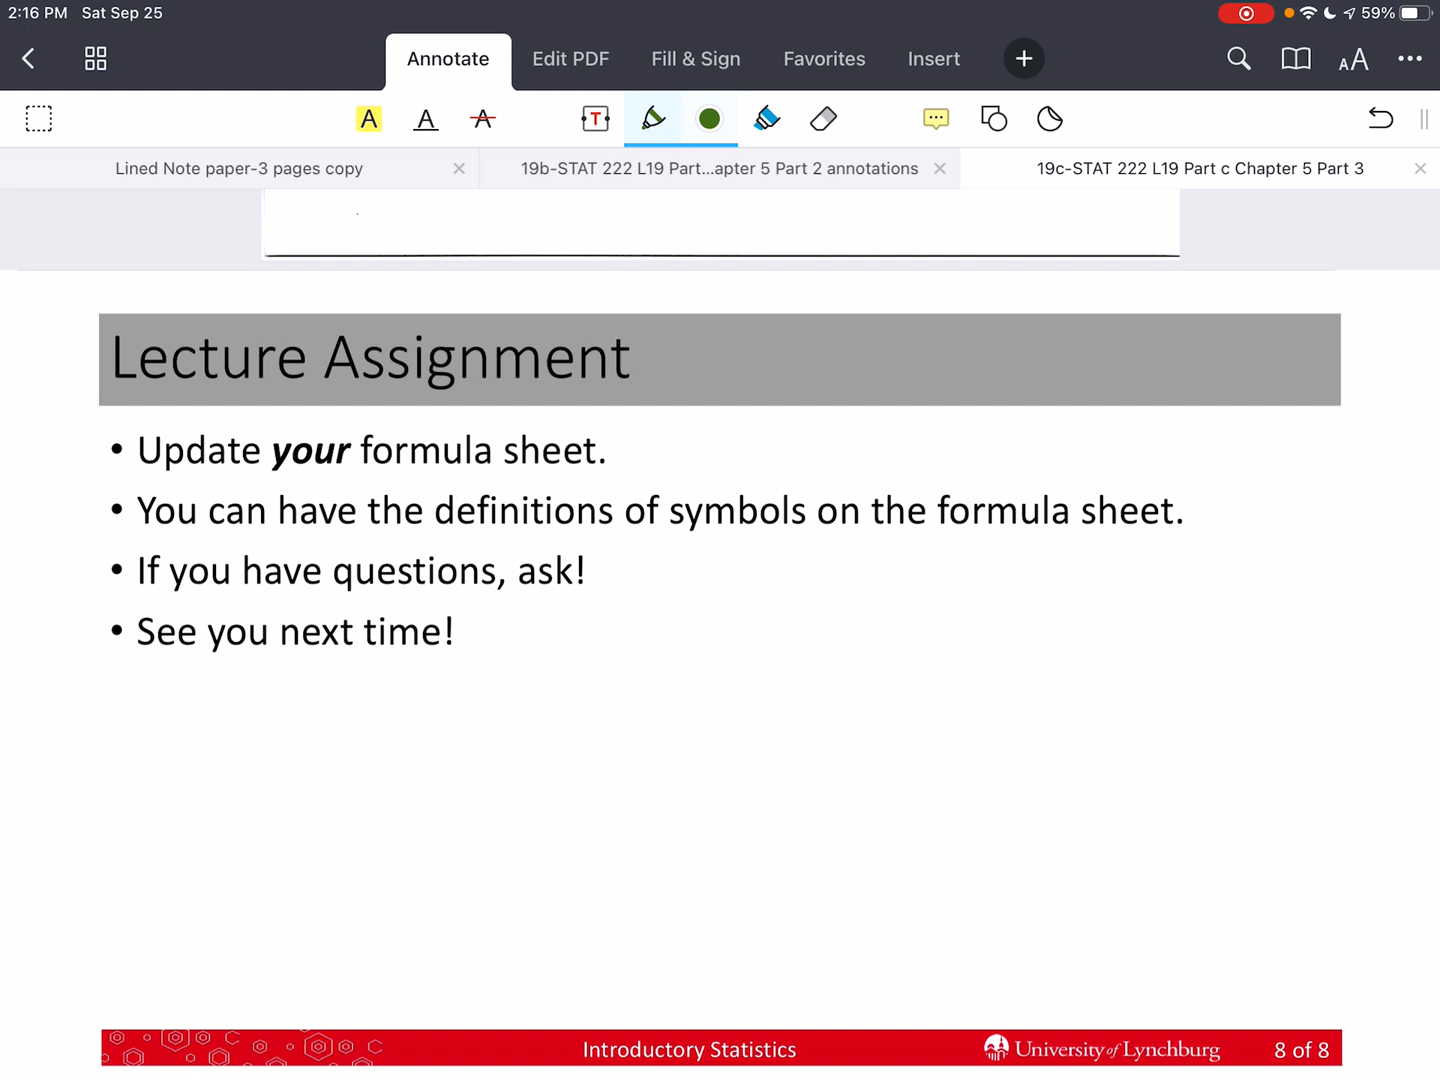 2:16 PM Sat Sep 25 59%
Annotate Edit PDF Fill & Sign Favorites Insert
A A A T AA
Lined Note paper-3 pages copy 19b-STAT 222 L19 Part...apter 5 Part 2 annotations 19c-STAT 222 L19 Part c Chapter 5 Part 3
Lecture Assignment
• Update your formula sheet.
• You can have the definitions of symbols on the formula sheet.
• If you have questions, ask!
• See you next time!
Introductory Statistics University of Lynchburg 8 of 8